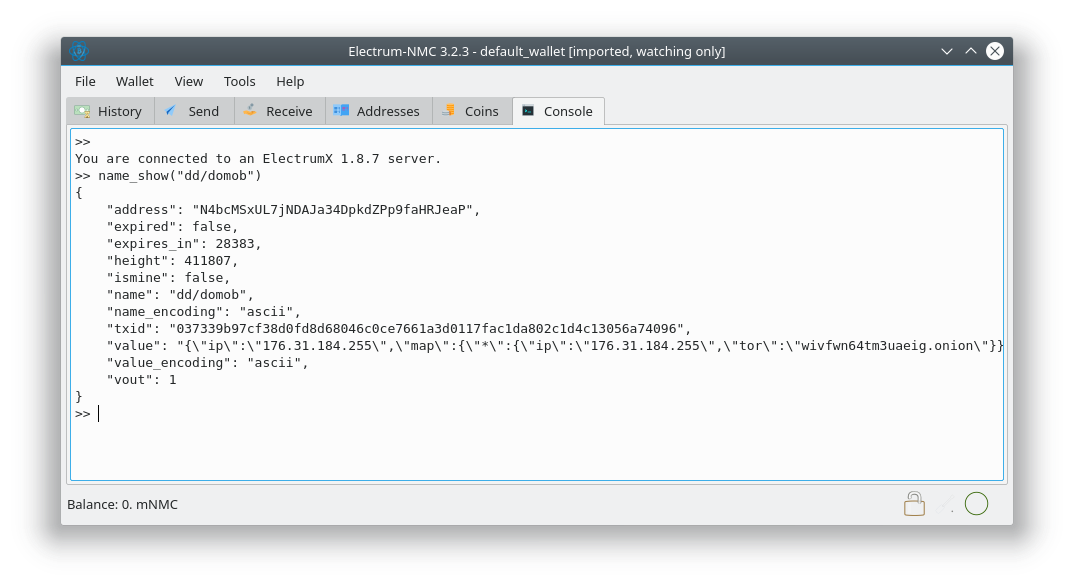 Electrum-NMC 3.2.3 - default_wallet [imported, watching only]
File Wallet View Tools Help
History Send Receive Addresses Coins Console
>>
You are connected to an ElectrumX 1.8.7 server.
>> name_show("dd/domob")
{
    "address": "N4bcMSxUL7jNDAJa34DpkdZPp9faHRJeaP",
    "expired": false,
    "expires_in": 28383,
    "height": 411807,
    "ismine": false,
    "name": "dd/domob",
    "name_encoding": "ascii",
    "txid": "037339b97cf38d0fd8d68046c0ce7661a3d0117fac1da802c1d4c13056a74096",
    "value": "{\"ip\":\"176.31.184.255\",\"map\":{\"*\":{\"ip\":\"176.31.184.255\",\"tor\":\"wivfwn64tm3uaeig.onion\"}}
    "value_encoding": "ascii",
    "vout": 1
}
>>
Balance: 0. mNMC